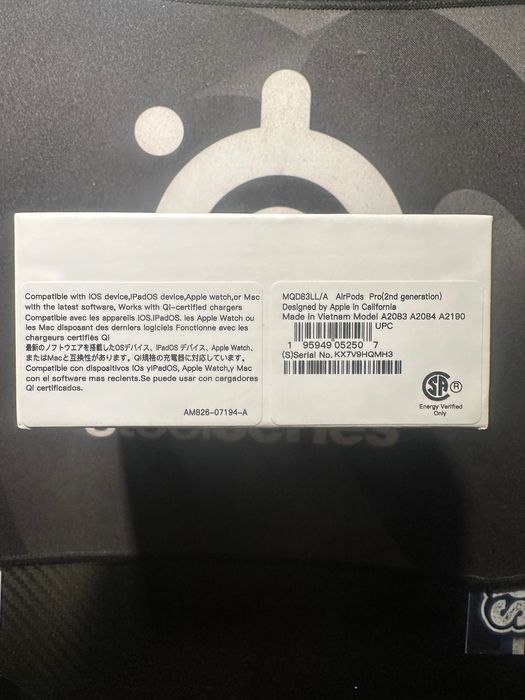 Compatible with IOS device,IPadOS device,Apple watch,or Mac
with the latest software, Works with QI-certified chargers
Compatible avec les appareils IOS.IPadOS. les Apple Watch ou
les Mac disposant des derniers logiciels Fonctionne avec les
chargeurs certifiés QI
最新のノフトウエアを搭載したOSデバイス、IPadOS デバイス、Apple Watch、
またはMacと互換性があります。Qi規格の充電器に対応しています。
Compatible con dispositivos IOs yiPadOS, Apple Watch,y Mac
con el software mas recients.Se puede usar con cargadores
QI certificados.
AM826-07194-A
MQD83LL/A AirPods Pro(2nd generation)
Designed by Apple in California
Made in Vietnam Model A2083 A2084 A2190
UPC
1 95949 05250 7
(S)Serial No. KX7V9HQMH3
SA ®
Energy Verified
Only
steelseries